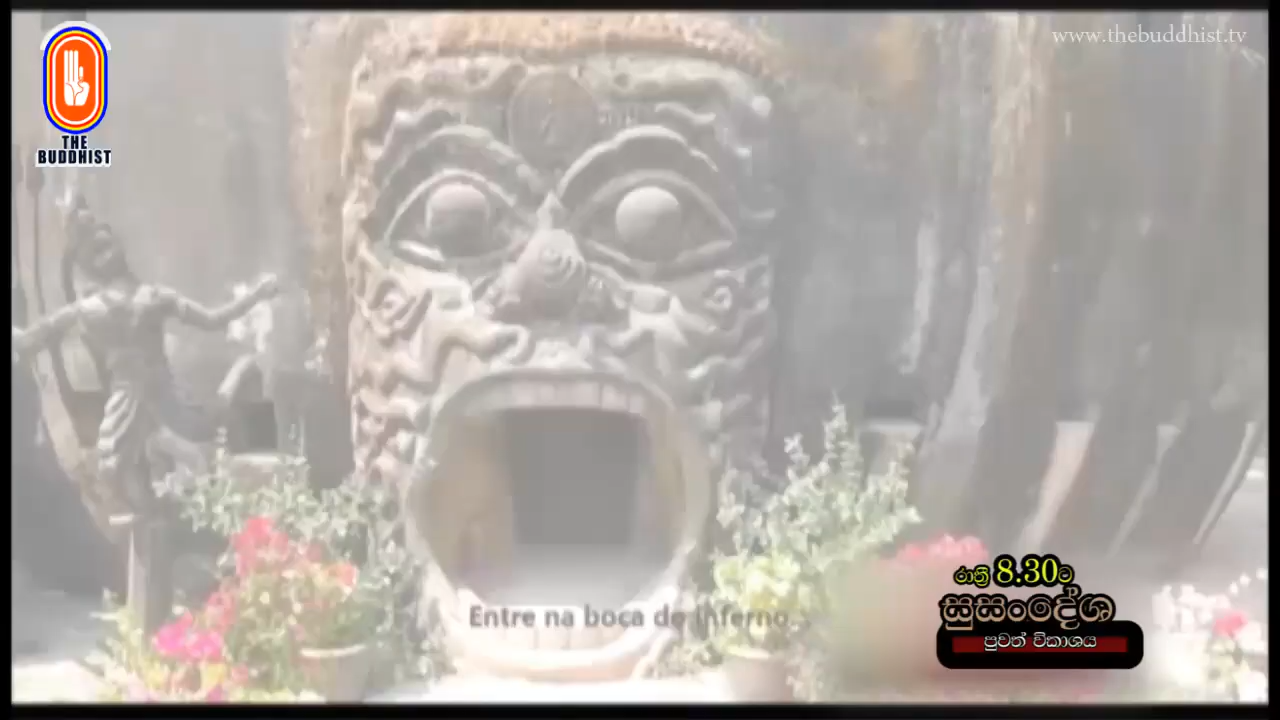 www.thebuddhist.tv
THE
BUDDHIST
Entre na boca do inferno...
රාත්‍රී 8.30ට
සුසංදේශ
පුවත් විකාශය